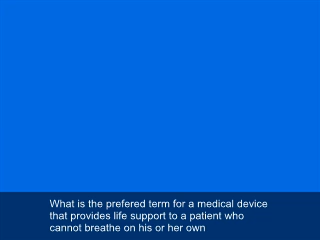 What is the prefered term for a medical device
that provides life support to a patient who
cannot breathe on his or her own